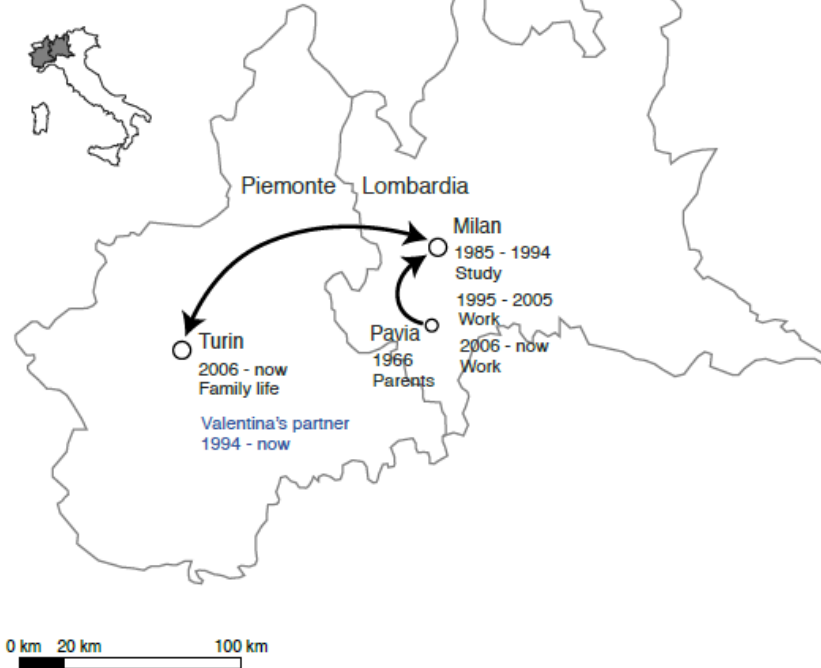 Piemonte
Lombardia
Milan
1985 - 1994
Study
1995 - 2005
Work
2006 - now
Work
Pavia
1966
Parents
Turin
2006 - now
Family life
Valentina's partner
1994 - now
0 km 20 km 100 km